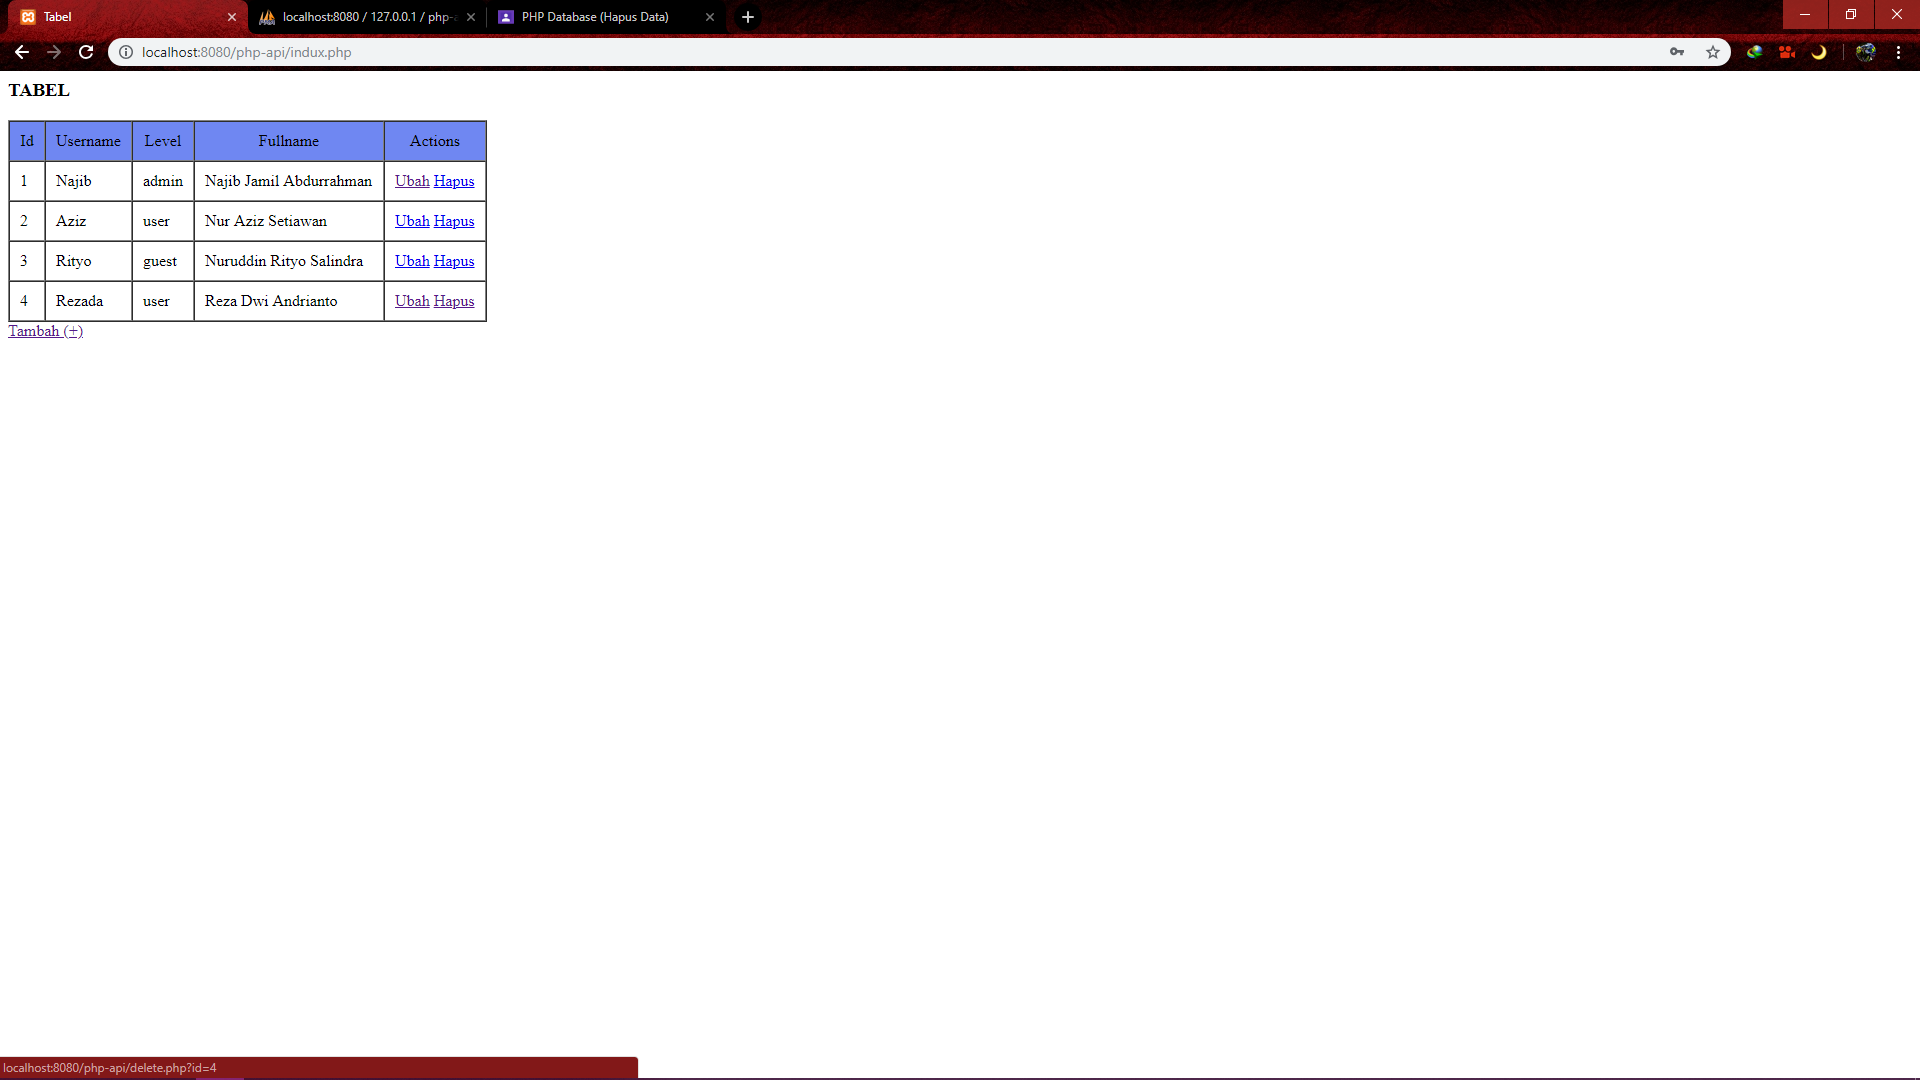 Tabel
localhost:8080 / 127.0.0.1 / php-a
PHP Database (Hapus Data)
localhost:8080/php-api/indux.php
TABEL
Id Username Level Fullname Actions
1 Najib admin Najib Jamil Abdurrahman Ubah Hapus
2 Aziz user Nur Aziz Setiawan Ubah Hapus
3 Rityo guest Nuruddin Rityo Salindra Ubah Hapus
4 Rezada user Reza Dwi Andrianto Ubah Hapus
Tambah (+)
localhost:8080/php-api/delete.php?id=4